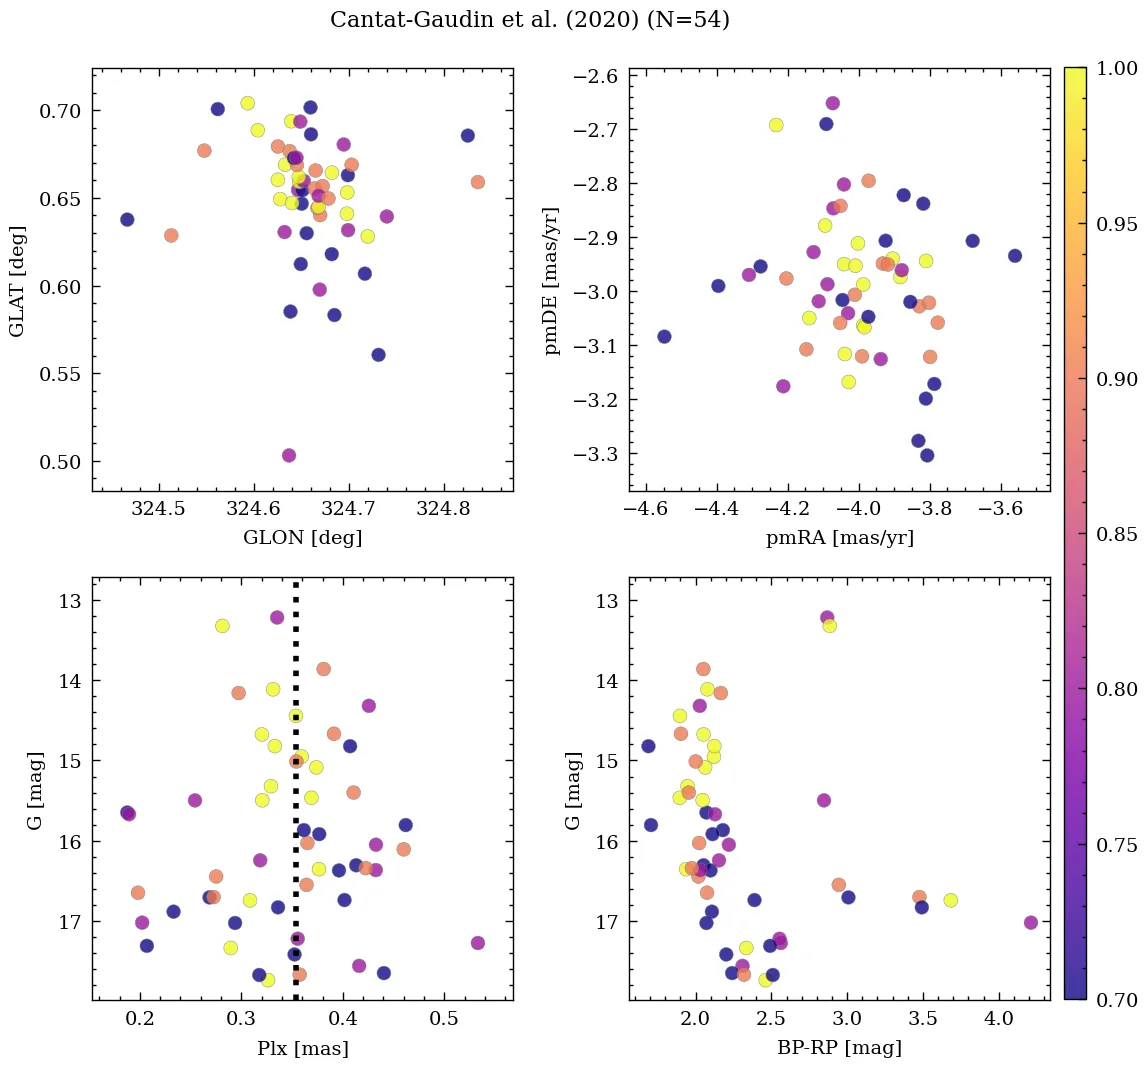 Cantat-Gaudin et al. (2020) (N=54)
0.70
0.65
0.60
0.55
0.50
GLAT [deg]
324.5 324.6 324.7 324.8
GLON [deg]
−2.6
−2.7
−2.8
−2.9
−3.0
−3.1
−3.2
−3.3
pmDE [mas/yr]
−4.6 −4.4 −4.2 −4.0 −3.8 −3.6
pmRA [mas/yr]
13
14
15
16
17
G [mag]
0.2 0.3 0.4 0.5
Plx [mas]
13
14
15
16
17
G [mag]
2.0 2.5 3.0 3.5 4.0
BP-RP [mag]
1.00
0.95
0.90
0.85
0.80
0.75
0.70